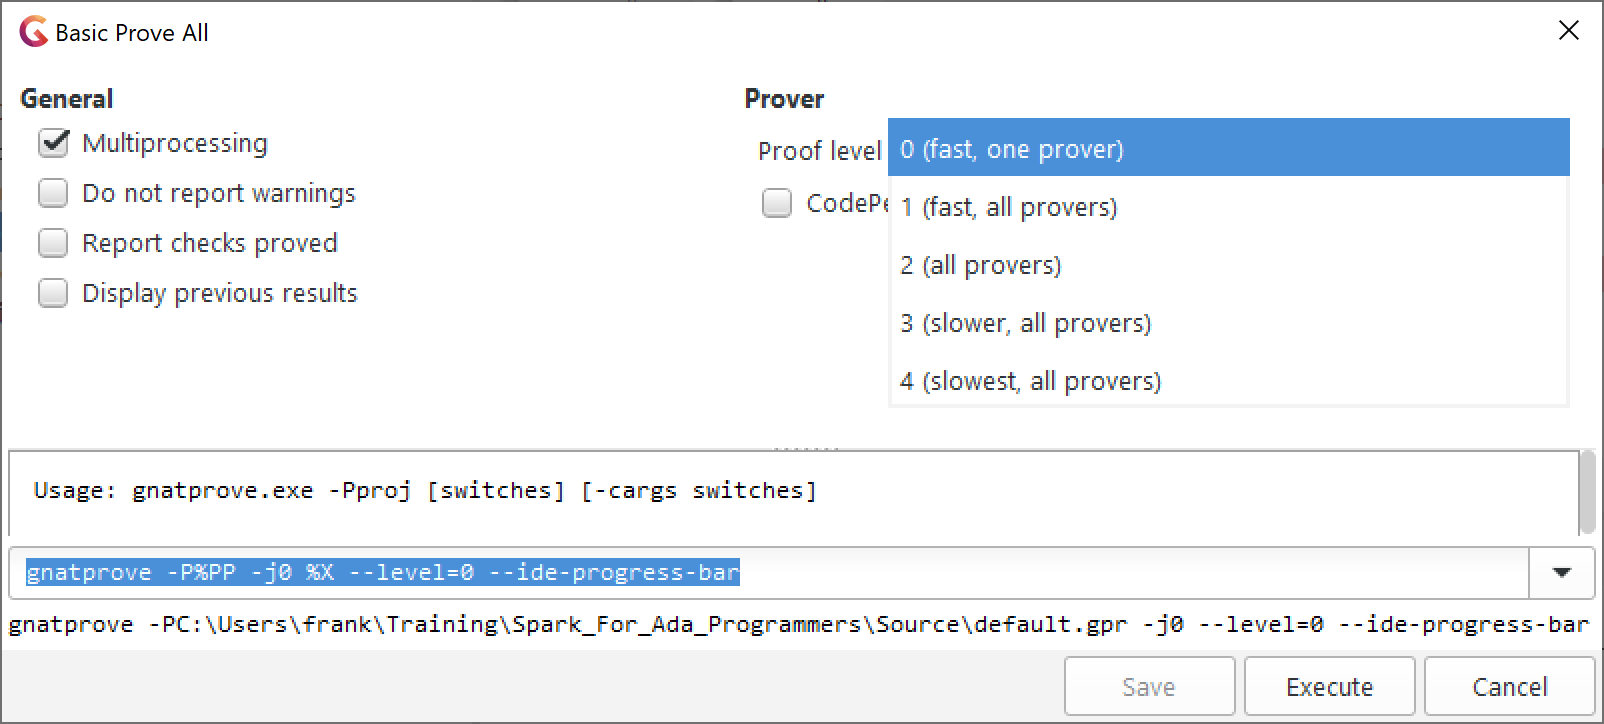 Basic Prove All
General
Multiprocessing
Do not report warnings
Report checks proved
Display previous results
Prover
Proof level
0 (fast, one prover)
1 (fast, all provers)
2 (all provers)
3 (slower, all provers)
4 (slowest, all provers)
Usage: gnatprove.exe -Pproj [switches] [-cargs switches]
gnatprove -P%PP -j0 %X --level=0 --ide-progress-bar
gnatprove -PC:\Users\frank\Training\Spark_For_Ada_Programmers\Source\default.gpr -j0 --level=0 --ide-progress-bar
Save Execute Cancel